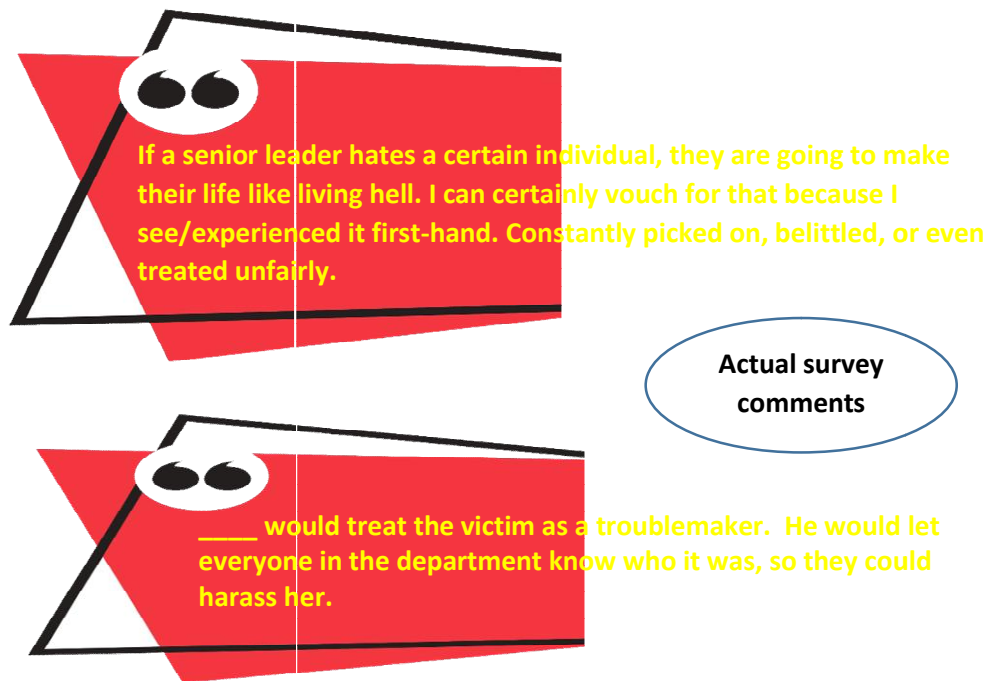 If a senior leader hates a certain individual, they are going to make
their life like living hell. I can certainly vouch for that because I
see/experienced it first-hand. Constantly picked on, belittled, or even
treated unfairly.
Actual survey
comments
____ would treat the victim as a troublemaker.  He would let
everyone in the department know who it was, so they could
harass her.